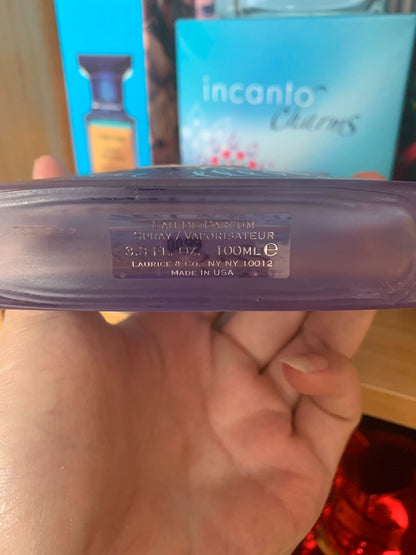 incanto
Charms
EAU DE PARFUM
SPRAY / VAPORISATEUR
3.3 FL. OZ. 100ML e
LAURICE & CO., NY NY 10012
MADE IN USA